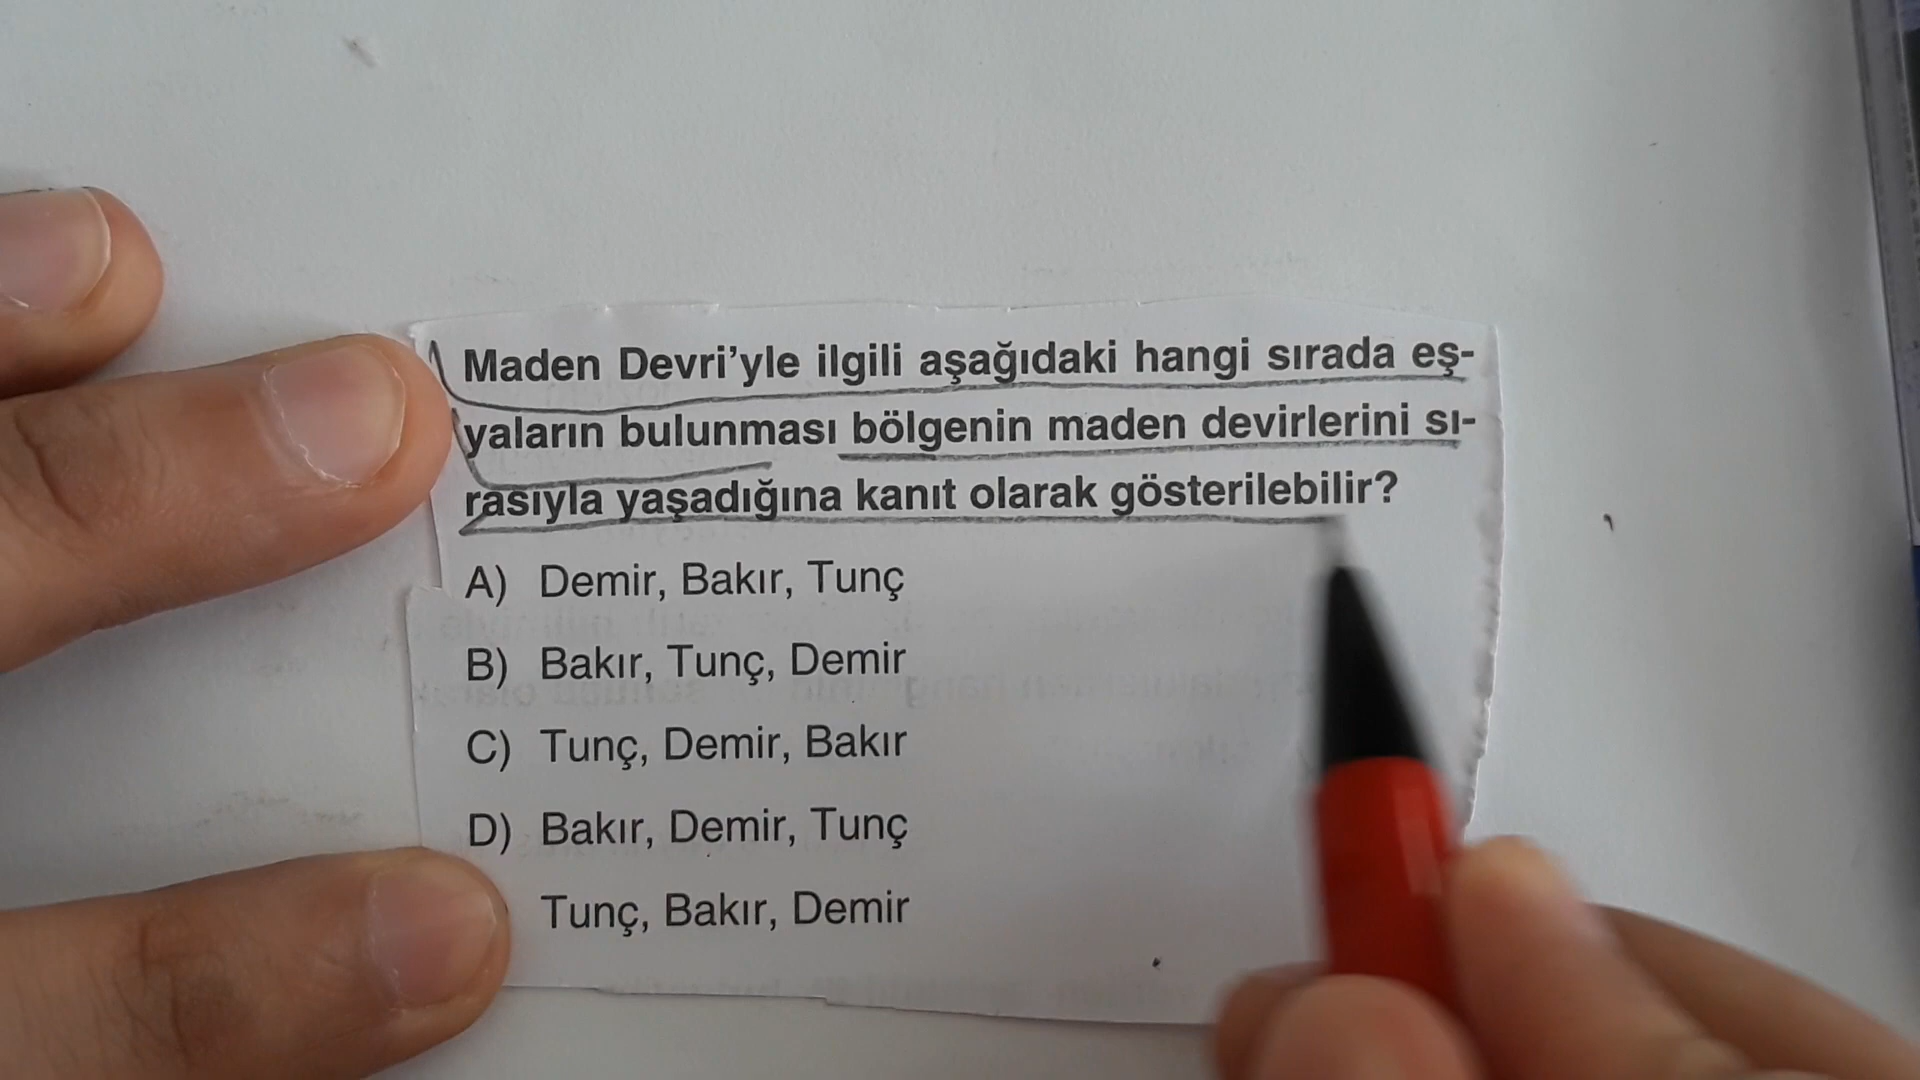 Maden Devri'yle ilgili aşağıdaki hangi sırada eş-
yaların bulunması bölgenin maden devirlerini sı-
rasıyla yaşadığına kanıt olarak gösterilebilir?
A) Demir, Bakır, Tunç
B) Bakır, Tunç, Demir
C) Tunç, Demir, Bakır
D) Bakır, Demir, Tunç
Tunç, Bakır, Demir